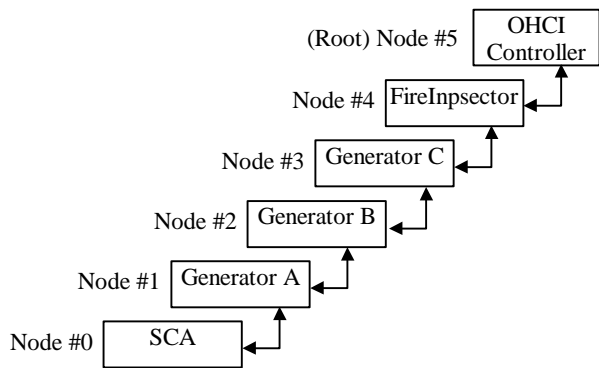 (Root) Node #5
OHCI
Controller
Node #4
FireInpsector
Node #3
Generator C
Node #2
Generator B
Node #1
Generator A
Node #0
SCA